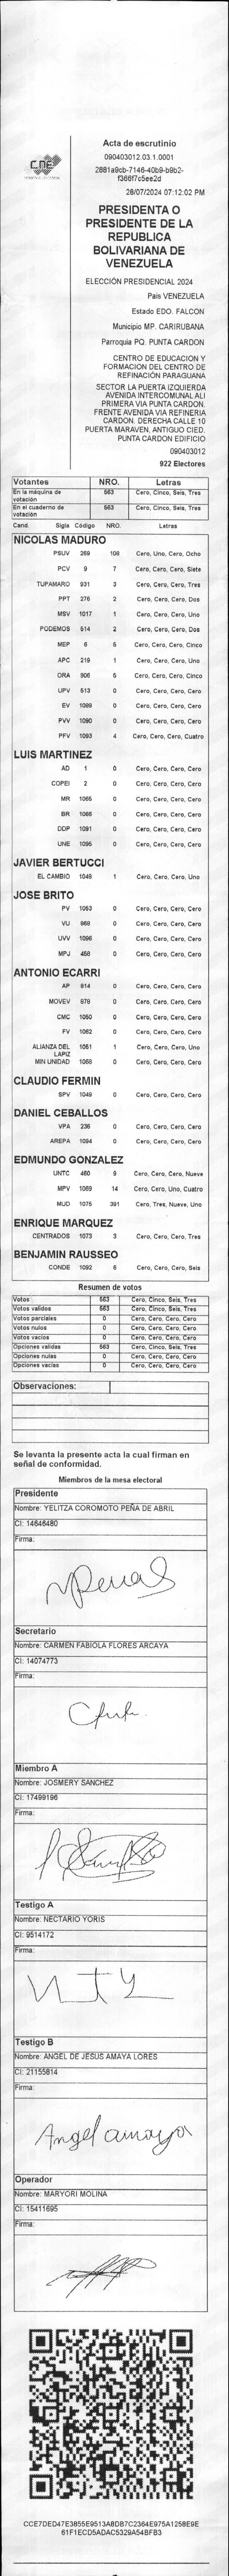 CNE
Acta de escrutinio
090403012.03.1.0001
2881a9cb-7146-40b9-b9b2-
f366f7c5ee2d
28/07/2024 07:12:02 PM
PRESIDENTA O
PRESIDENTE DE LA
REPUBLICA
BOLIVARIANA DE
VENEZUELA
ELECCIÓN PRESIDENCIAL 2024
Pais VENEZUELA
Estado EDO. FALCON
Municipio MP. CARIRUBANA
Parroquia PQ. PUNTA CARDON
CENTRO DE EDUCACION Y
FORMACION DEL CENTRO DE
REFINACIÓN PARAGUANÁ
SECTOR LA PUERTA IZQUIERDA
AVENIDA INTERCOMUNAL ALI
PRIMERA VIA PUNTA CARDON.
FRENTE AVENIDA VIA REFINERIA
CARDON. DERECHA CALLE 10
PUERTA MARAVEN. ANTIGUO CIED.
PUNTA CARDON EDIFICIO
090403012
922 Electores
Votantes NRO. Letras
En la máquina de votación 563 Cero, Cinco, Seis, Tres
En el cuaderno de votación 563 Cero, Cinco, Seis, Tres
Cand. Sigla Código NRO. Letras
NICOLAS MADURO
PSUV 269 108 Cero, Uno, Cero, Ocho
PCV 9 7 Cero, Cero, Cero, Siete
TUPAMARO 931 3 Cero, Cero, Cero, Tres
PPT 276 2 Cero, Cero, Cero, Dos
MSV 1017 1 Cero, Cero, Cero, Uno
PODEMOS 514 2 Cero, Cero, Cero, Dos
MEP 6 5 Cero, Cero, Cero, Cinco
APC 219 1 Cero, Cero, Cero, Uno
ORA 906 5 Cero, Cero, Cero, Cinco
UPV 513 0 Cero, Cero, Cero, Cero
EV 1089 0 Cero, Cero, Cero, Cero
PVV 1090 0 Cero, Cero, Cero, Cero
PFV 1093 4 Cero, Cero, Cero, Cuatro
LUIS MARTINEZ
AD 1 0 Cero, Cero, Cero, Cero
COPEI 2 0 Cero, Cero, Cero, Cero
MR 1065 0 Cero, Cero, Cero, Cero
BR 1066 0 Cero, Cero, Cero, Cero
DDP 1091 0 Cero, Cero, Cero, Cero
UNE 1095 0 Cero, Cero, Cero, Cero
JAVIER BERTUCCI
EL CAMBIO 1048 1 Cero, Cero, Cero, Uno
JOSE BRITO
PV 1053 0 Cero, Cero, Cero, Cero
VU 868 0 Cero, Cero, Cero, Cero
UVV 1096 0 Cero, Cero, Cero, Cero
MPJ 458 0 Cero, Cero, Cero, Cero
ANTONIO ECARRI
AP 914 0 Cero, Cero, Cero, Cero
MOVEV 978 0 Cero, Cero, Cero, Cero
CMC 1050 0 Cero, Cero, Cero, Cero
FV 1062 0 Cero, Cero, Cero, Cero
ALIANZA DEL LAPIZ 1051 1 Cero, Cero, Cero, Uno
MIN UNIDAD 1068 0 Cero, Cero, Cero, Cero
CLAUDIO FERMIN
SPV 1049 0 Cero, Cero, Cero, Cero
DANIEL CEBALLOS
VPA 236 0 Cero, Cero, Cero, Cero
AREPA 1094 0 Cero, Cero, Cero, Cero
EDMUNDO GONZALEZ
UNTC 460 9 Cero, Cero, Cero, Nueve
MPV 1069 14 Cero, Cero, Uno, Cuatro
MUD 1075 391 Cero, Tres, Nueve, Uno
ENRIQUE MARQUEZ
CENTRADOS 1073 3 Cero, Cero, Cero, Tres
BENJAMIN RAUSSEO
CONDE 1092 6 Cero, Cero, Cero, Seis
Resumen de votos
Votos 563 Cero, Cinco, Seis, Tres
Votos validos 563 Cero, Cinco, Seis, Tres
Votos parciales 0 Cero, Cero, Cero, Cero
Votos nulos 0 Cero, Cero, Cero, Cero
Votos vacios 0 Cero, Cero, Cero, Cero
Opciones validas 563 Cero, Cinco, Seis, Tres
Opciones nulas 0 Cero, Cero, Cero, Cero
Opciones vacias 0 Cero, Cero, Cero, Cero
Observaciones:
Se levanta la presente acta la cual firman en
señal de conformidad.
Miembros de la mesa electoral
Presidente
Nombre: YELITZA COROMOTO PEÑA DE ABRIL
CI: 14646480
Firma:
Secretario
Nombre: CARMEN FABIOLA FLORES ARCAYA
CI: 14074773
Firma:
Miembro A
Nombre: JOSMERY SANCHEZ
CI: 17499196
Firma:
Testigo A
Nombre: NECTARIO YORIS
CI: 9514172
Firma:
Testigo B
Nombre: ANGEL DE JESUS AMAYA LORES
CI: 21155814
Firma:
Angel amaya
Operador
Nombre: MARYORI MOLINA
CI: 15411695
Firma:
CCE7DED47E3855E9513A8DB7C2364E975A1258E9E
61F1ECD5ADAC5329A54BFB3